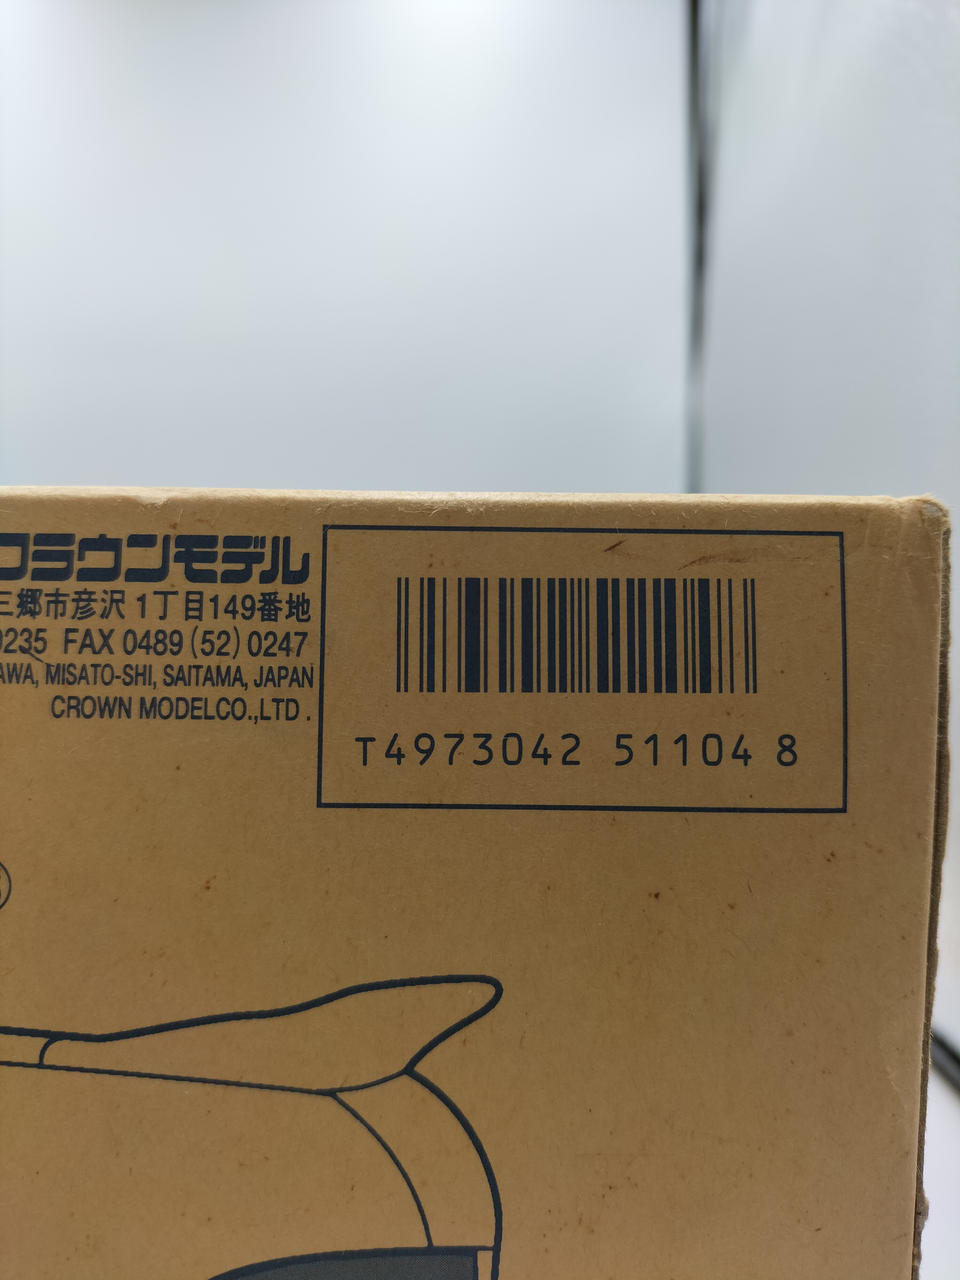 クラウンモデル
三郷市彦沢 1丁目149番地
0235 FAX 0489 (52) 0247
AWA, MISATO-SHI, SAITAMA, JAPAN
CROWN MODELCO.,LTD .
T4973042 51104 8